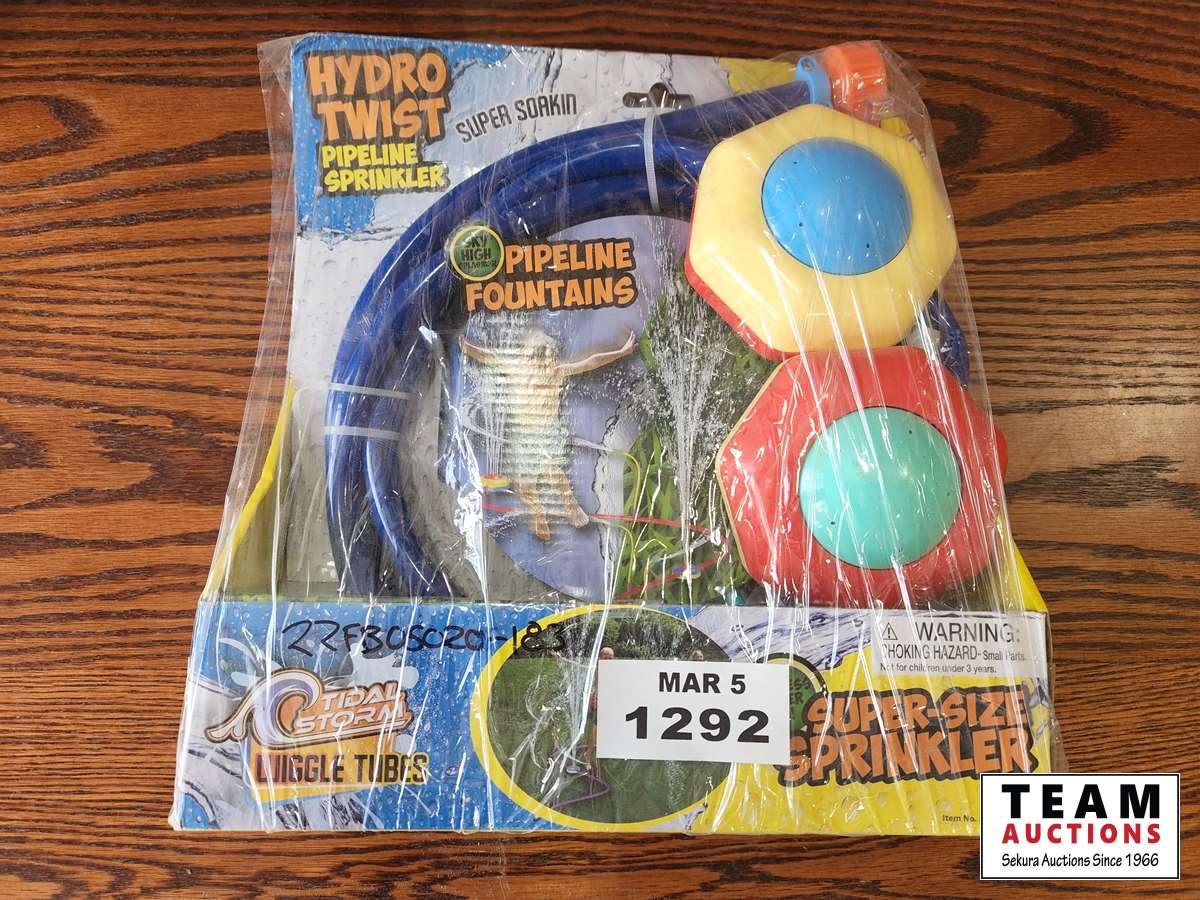 HYDRO
TWIST
PIPELINE
SPRINKLER
SUPER SOAKIN
SKY
HIGH
PIPELINE
FOUNTAINS
22FB05020-183
TIDAL
STORM
WIGGLE TUBES
MAR 5
1292
WARNING:
CHOKING HAZARD-Small Parts.
Not for children under 3 years.
SUPER-SIZE
SPRINKLER
Item No.
TEAM
AUCTIONS
Sekura Auctions Since 1966